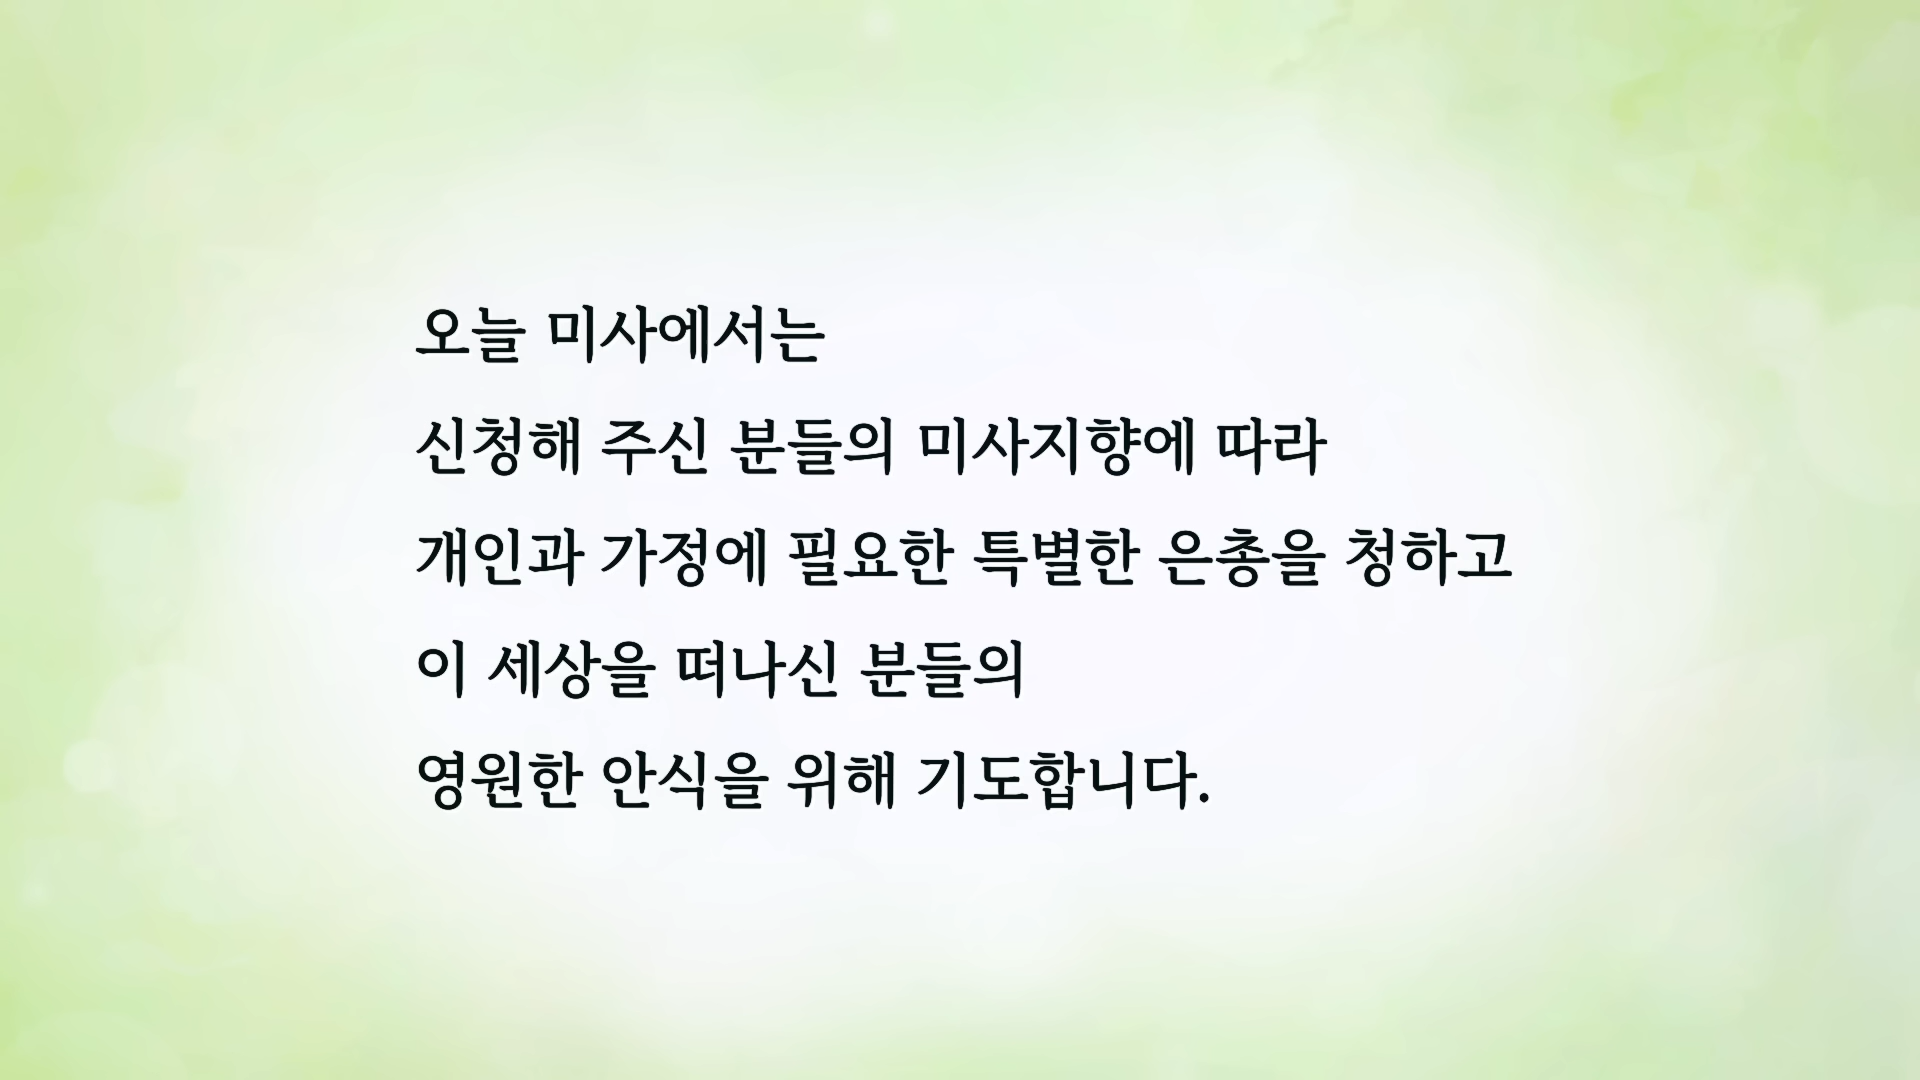 오늘 미사에서는
신청해 주신 분들의 미사지향에 따라
개인과 가정에 필요한 특별한 은총을 청하고
이 세상을 떠나신 분들의
영원한 안식을 위해 기도합니다.